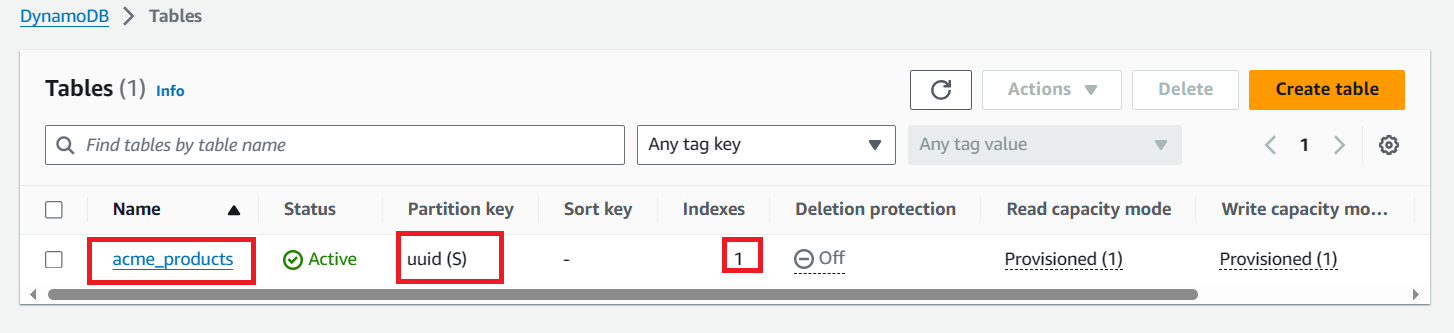 DynamoDB > Tables
Tables (1) Info
Actions Delete Create table
Find tables by table name Any tag key Any tag value 1
Name Status Partition key Sort key Indexes Deletion protection Read capacity mode Write capacity mo...
acme_products Active uuid (S) - 1 Off Provisioned (1) Provisioned (1)